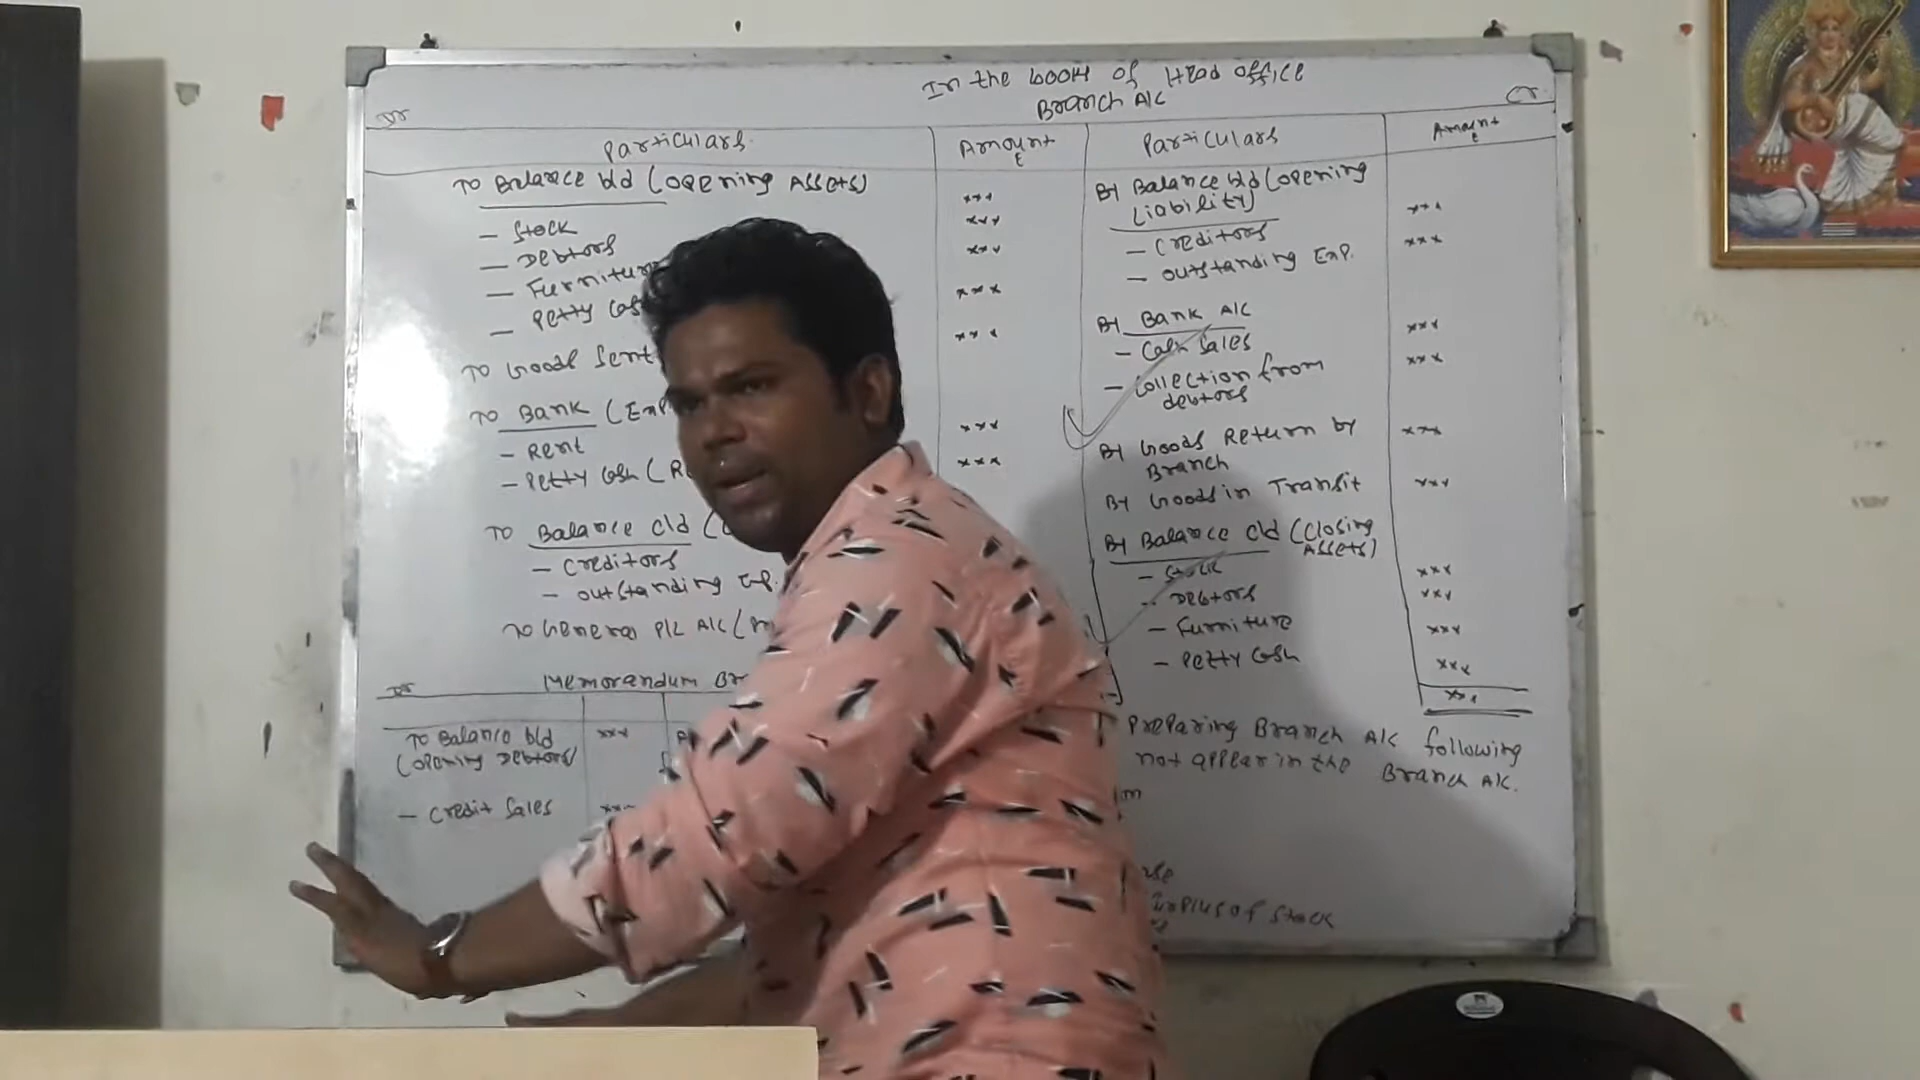 In the book of Head office
Branch A/c
Dr
Cr.
Particulars.
Amount
₹
Particulars
Amount
₹
To Balance b/d (opening Assets)
xxx
- Stock
xxx
- Debtors
xxx
- Furniture
xxx
- Petty Cas
xxx
To Goods Sent
To Bank (Exp
- Rent
xxx
- Petty Cash (R
xxx
To Balance c/d (
- Creditors
- outstanding Exp.
To General P/L A/c (
By Balance b/d (opening
Liability)
xxx
- Creditors
xxx
- outstanding Exp.
By Bank A/c
- Cash Sales
xxx
- Collection from
debtors
xxx
By Goods Return by
Branch
xxx
By Goods in Transit
xxx
By Balance c/d (Closing
Assets)
- Stock
xxx
- Debtors
xxx
- Furniture
xxx
- Petty Cash
xxx
xxx
Dr
Memorandum Br
To Balance b/d
(opening Debtors)
xxx
- Credit Sales
Preparing Branch A/c following
not appear in the Branch A/c.
of Stock